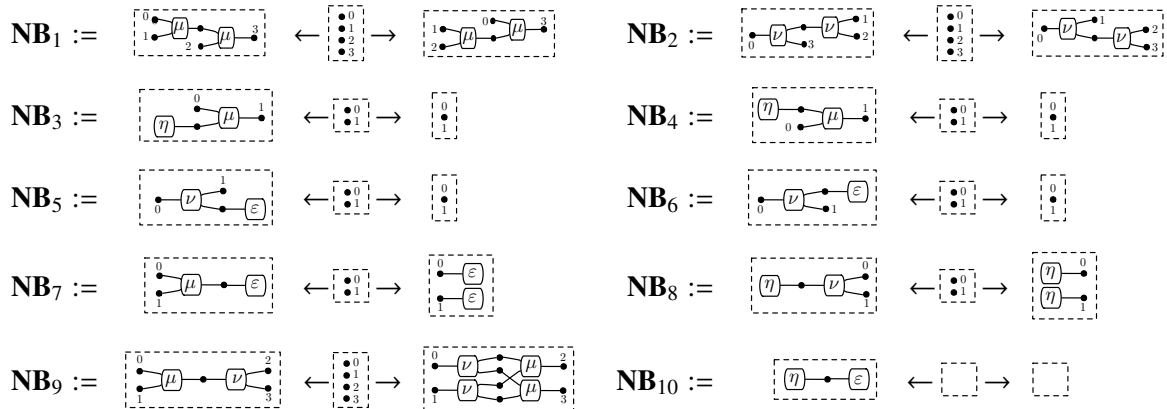 NB₁ := 0 1 μ 2 μ 3 ← 0 1 2 3 → 1 2 μ 0 μ 3
NB₂ := 0 ν 3 ν 1 2 ← 0 1 2 3 → 0 ν 1 ν 2 3
NB₃ := η 0 μ 1 ← 0 1 → 0 1
NB₄ := η 0 μ 1 ← 0 1 → 0 1
NB₅ := 0 ν 1 ε ← 0 1 → 0 1
NB₆ := 0 ν ε 1 ← 0 1 → 0 1
NB₇ := 0 1 μ ε ← 0 1 → 0 ε 1 ε
NB₈ := η ν 0 1 ← 0 1 → η 0 η 1
NB₉ := 0 1 μ ν 2 3 ← 0 1 2 3 → 0 ν μ 2 1 ν μ 3
NB₁₀ := η ε ← →